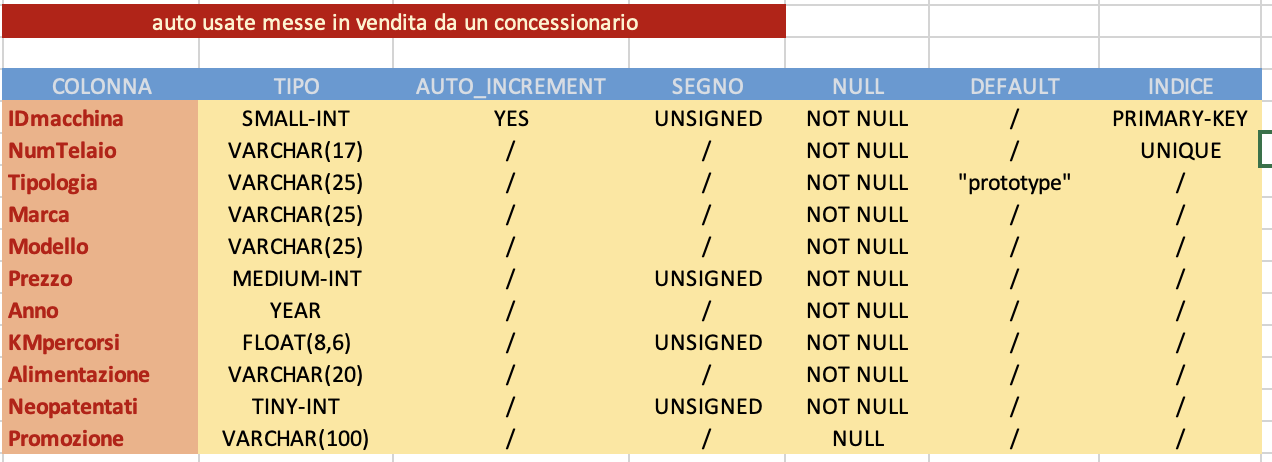 auto usate messe in vendita da un concessionario
COLONNA TIPO AUTO_INCREMENT SEGNO NULL DEFAULT INDICE
IDmacchina SMALL-INT YES UNSIGNED NOT NULL / PRIMARY-KEY
NumTelaio VARCHAR(17) / / NOT NULL / UNIQUE
Tipologia VARCHAR(25) / / NOT NULL "prototype" /
Marca VARCHAR(25) / / NOT NULL / /
Modello VARCHAR(25) / / NOT NULL / /
Prezzo MEDIUM-INT / UNSIGNED NOT NULL / /
Anno YEAR / / NOT NULL / /
KMpercorsi FLOAT(8,6) / UNSIGNED NOT NULL / /
Alimentazione VARCHAR(20) / / NOT NULL / /
Neopatentati TINY-INT / UNSIGNED NOT NULL / /
Promozione VARCHAR(100) / / NULL / /